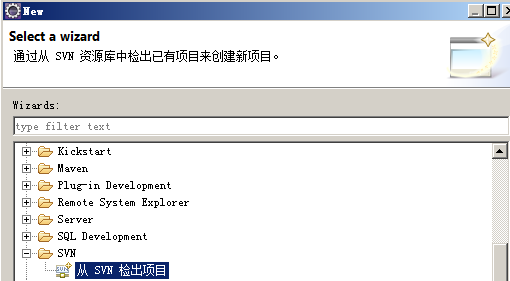 New
Select a wizard
通过从 SVN 资源库中检出已有项目来创建新项目。
Wizards:
type filter text
Kickstart
Maven
Plug-in Development
Remote System Explorer
Server
SQL Development
SVN
从 SVN 检出项目